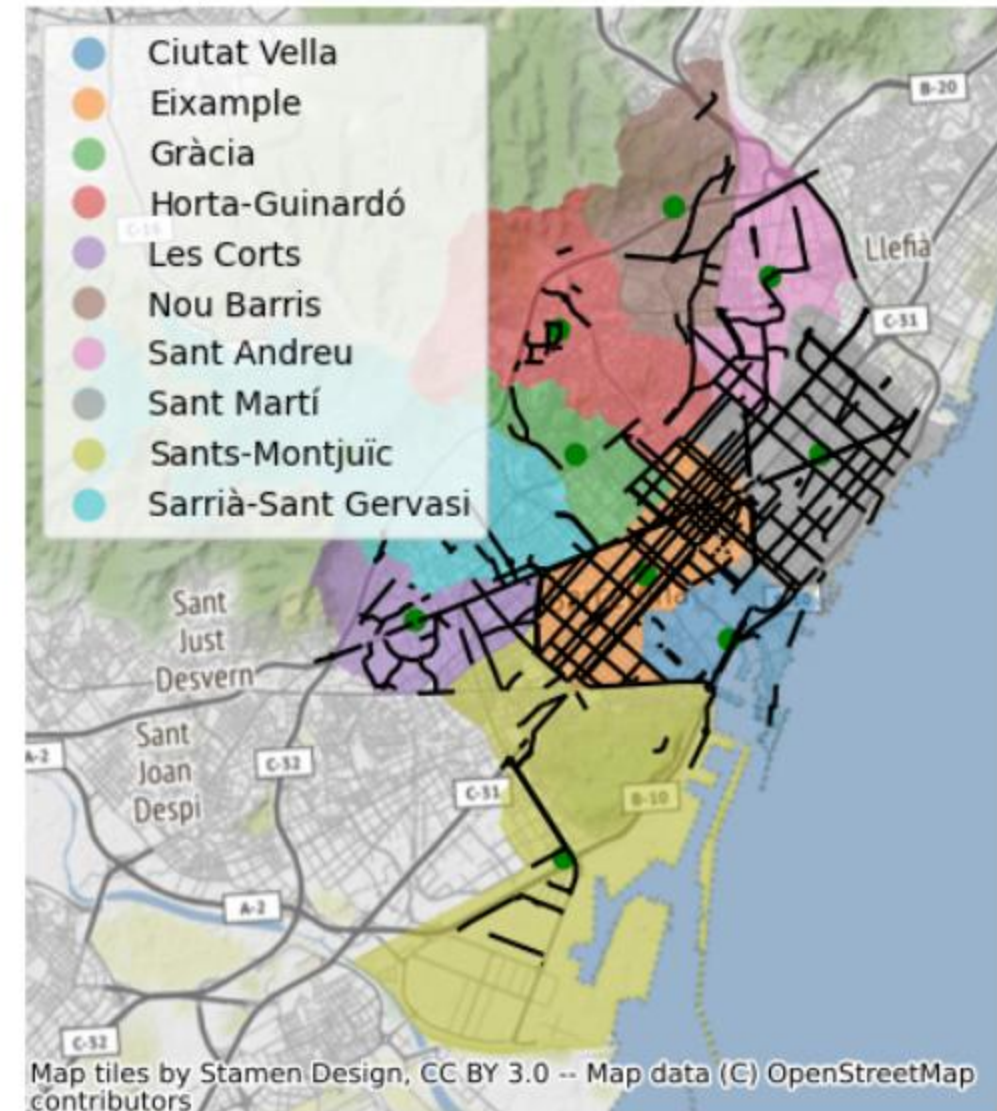 Ciutat Vella
Eixample
Gràcia
Horta-Guinardó
Les Corts
Nou Barris
Sant Andreu
Sant Martí
Sants-Montjuïc
Sarrià-Sant Gervasi
B-20
C-16
Llefià
C-31
Sant
Just
Desvern
Sant
Joan
Despi
A-2
C-32
C-31
B-10
A-2
C-32
Map tiles by Stamen Design, CC BY 3.0 -- Map data (C) OpenStreetMap
contributors